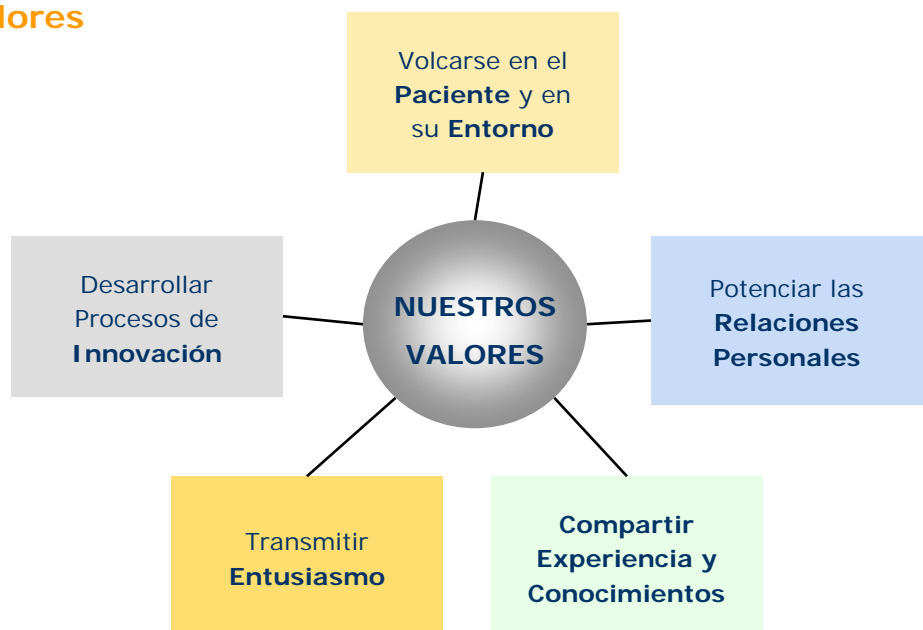 lores
Volcarse en el
Paciente y en
su Entorno
Desarrollar
Procesos de
Innovación
NUESTROS
VALORES
Potenciar las
Relaciones
Personales
Transmitir
Entusiasmo
Compartir
Experiencia y
Conocimientos